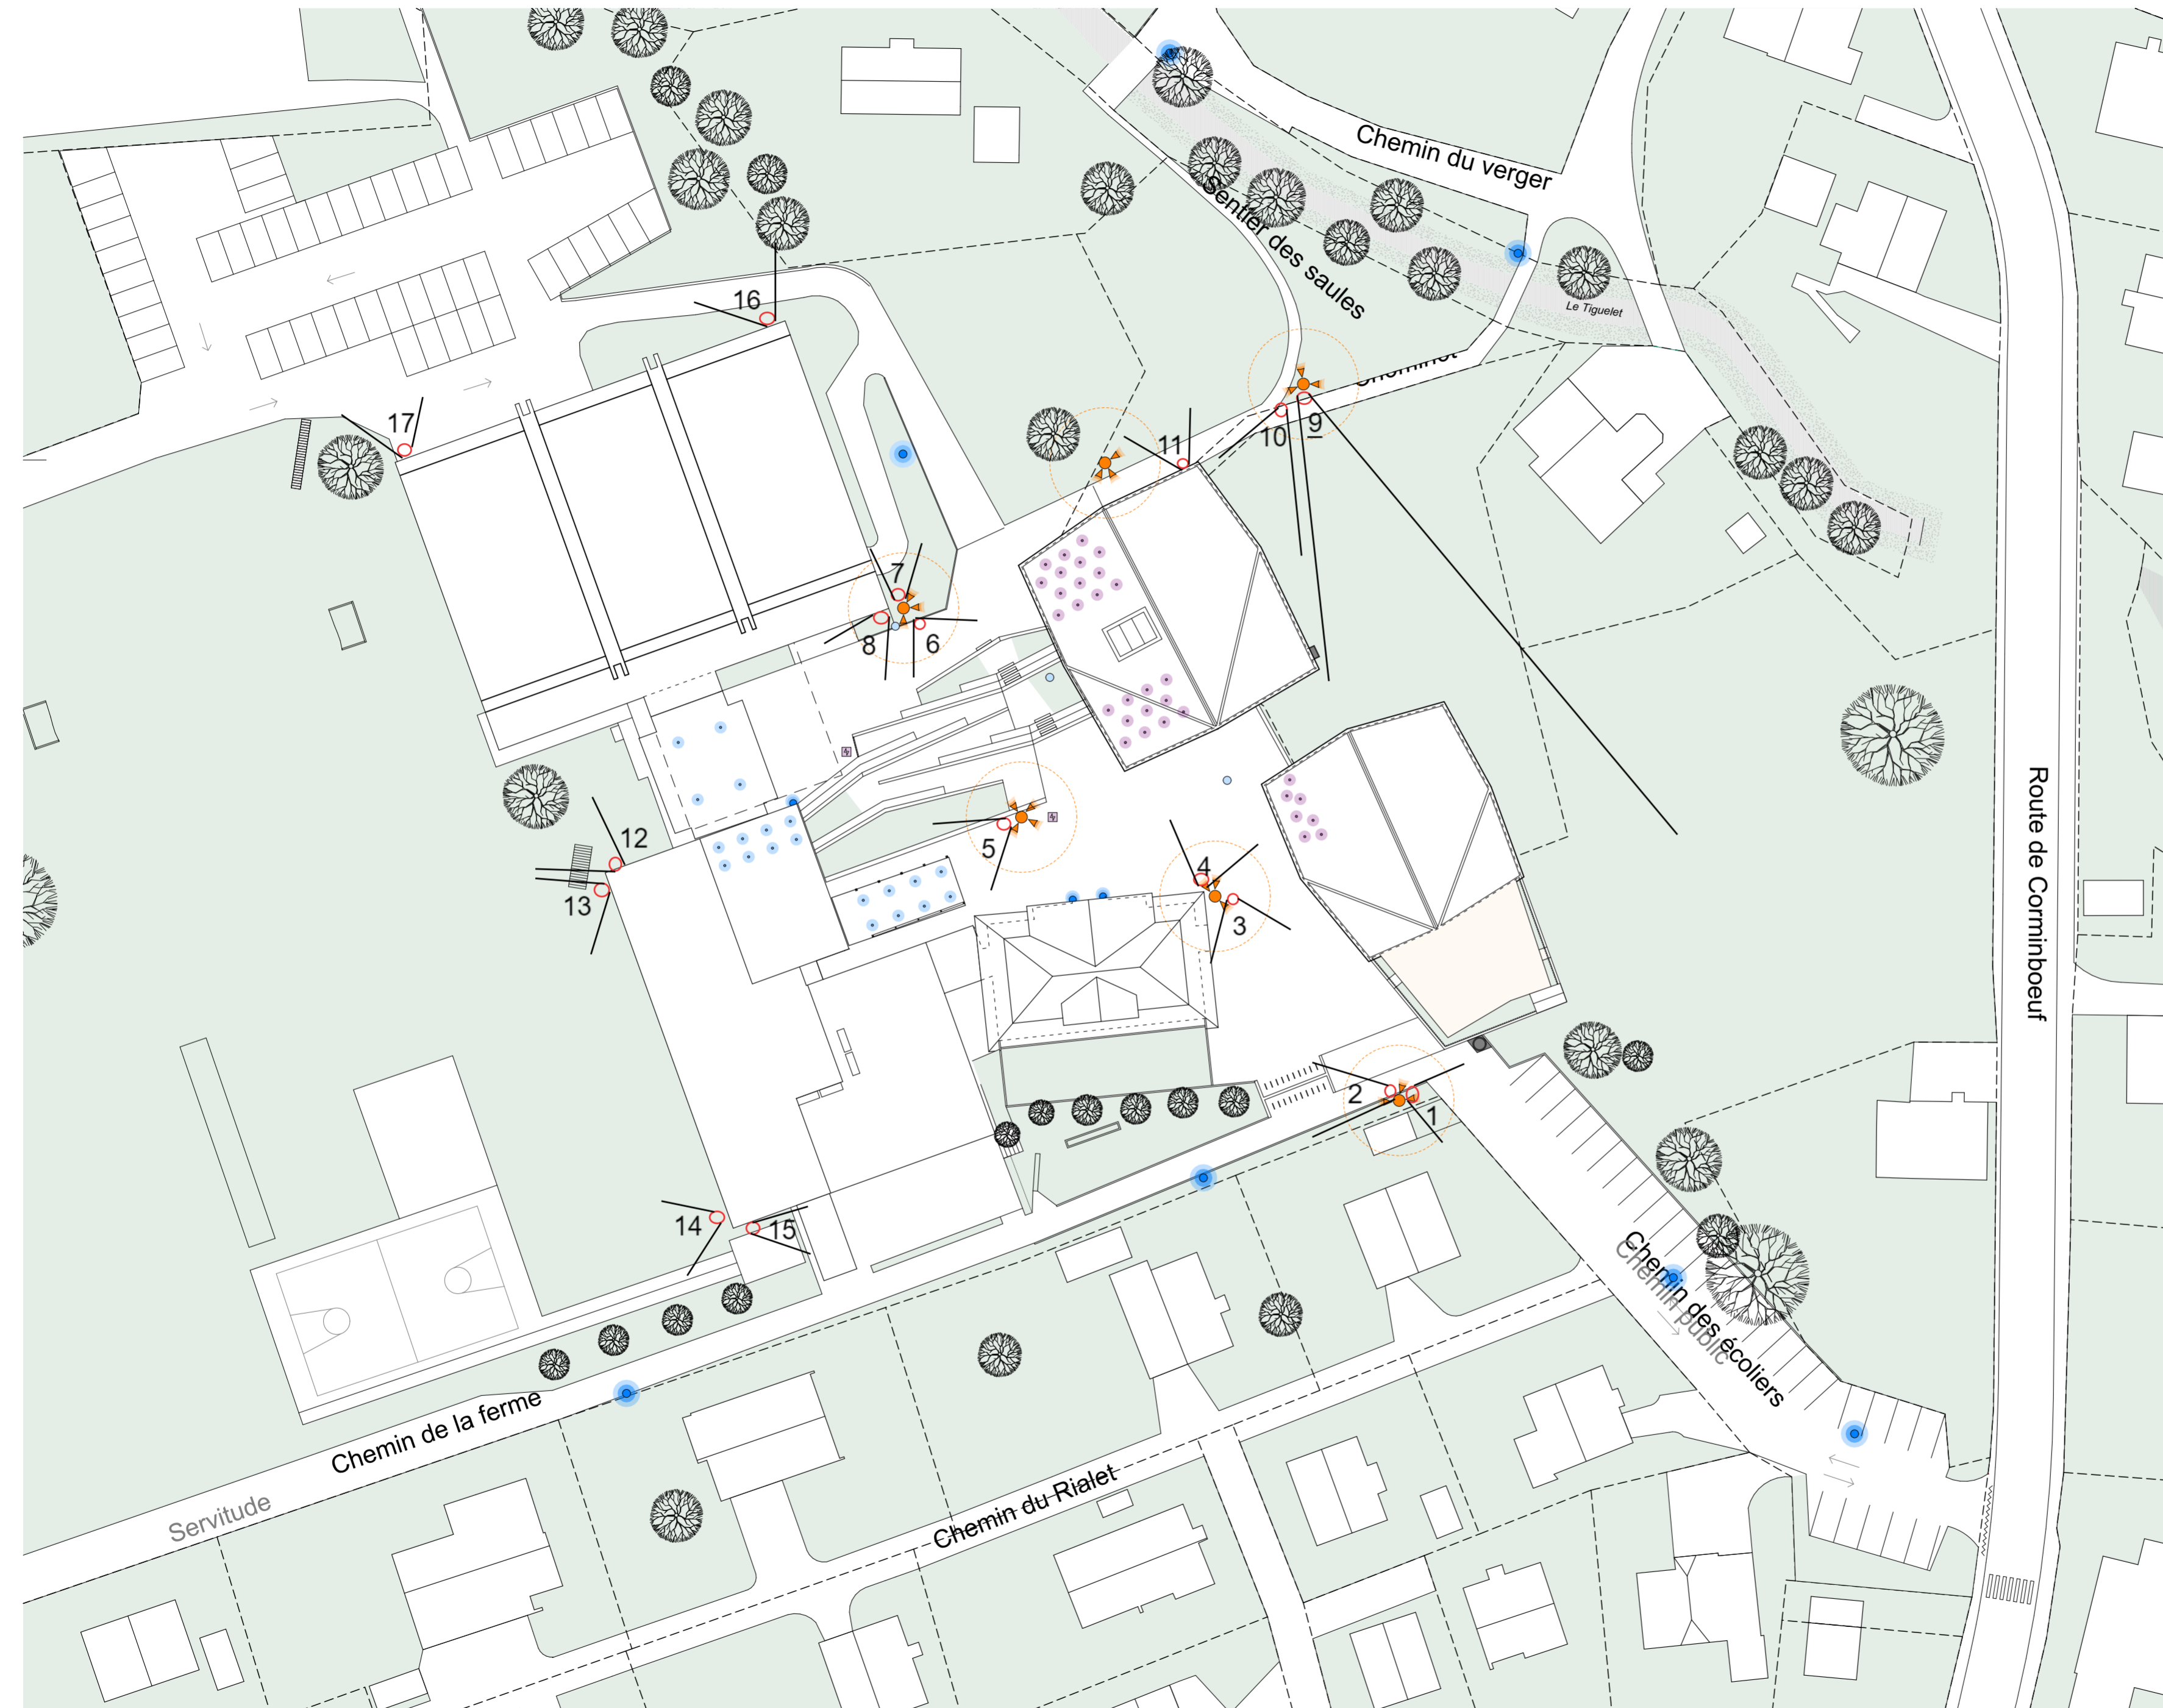 Chemin du verger
Sentier des saules
Le Tiguelet
16
17
11
10
9
7
8
6
12
13
5
4
3
2
1
14
15
Route de Corminboeuf
Chemin des écoliers
Chemin public
Chemin de la ferme
Servitude
Chemin du Rialet